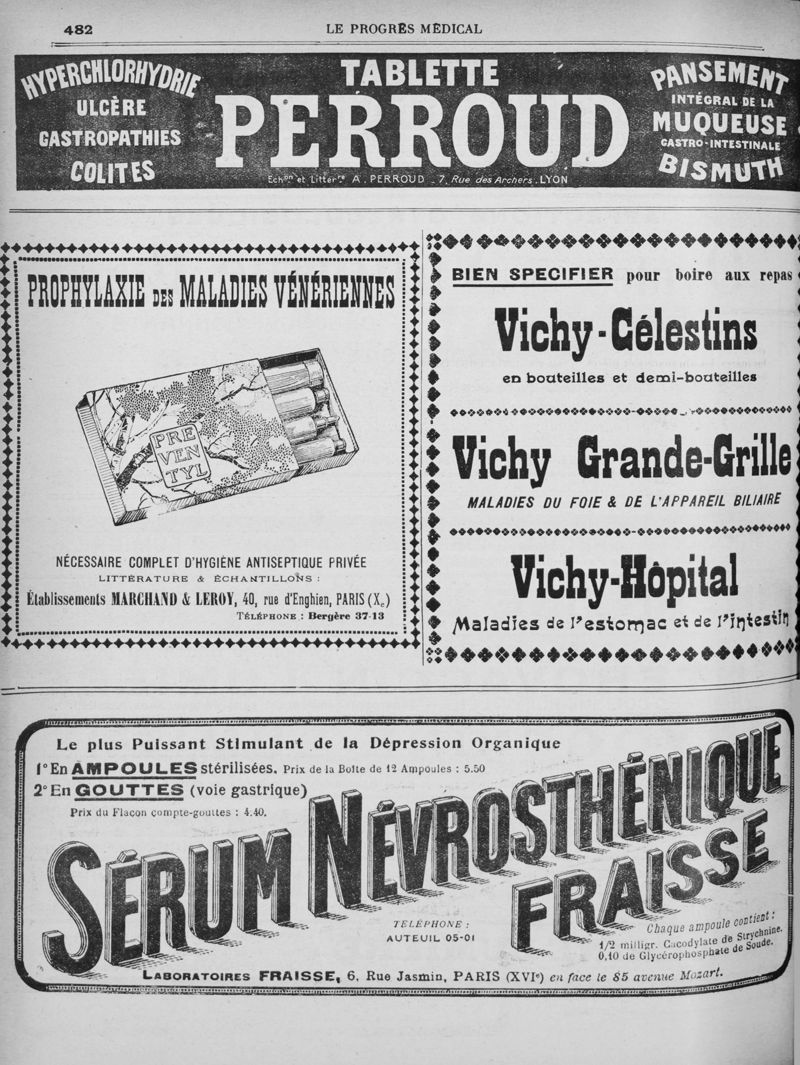 482
LE PROGRÈS MÉDICAL
HYPERCHLORHYDRIE
ULCÈRE
GASTROPATHIES
COLITES
TABLETTE
PERROUD
Echon et Littérre A. PERROUD _ 7, Rue des Archers. LYON
PANSEMENT
INTÉGRAL DE LA
MUQUEUSE
GASTRO-INTESTINALE
BISMUTH
PROPHYLAXIE DES MALADIES VÉNÉRIENNES
PRE
VEN
TYL
NÉCESSAIRE COMPLET D'HYGIÈNE ANTISEPTIQUE PRIVÉE
LITTÉRATURE & ÉCHANTILLONS :
Établissements MARCHAND & LEROY, 40, rue d'Enghien, PARIS (Xe)
TÉLÉPHONE : Bergère 37-13
BIEN SPECIFIER pour boire aux repas
Vichy-Célestins
en bouteilles et demi-bouteilles
Vichy Grande-Grille
MALADIES DU FOIE & DE L'APPAREIL BILIAIRE
Vichy-Hôpital
Maladies de l'estomac et de l'intestin
Le plus Puissant Stimulant de la Dépression Organique
1° En AMPOULES stérilisées. Prix de la Boîte de 12 Ampoules : 5.50
2° En GOUTTES (voie gastrique)
Prix du Flacon compte-gouttes : 4.40.
SÉRUM NÉVROSTHÉNIQUE
FRAISSE
TÉLÉPHONE :
AUTEUIL 05-01
Chaque ampoule contient :
1/2 milligr. Cacodylate de Strychnine.
0,10 de Glycérophosphate de Soude.
LABORATOIRES FRAISSE, 6, Rue Jasmin, PARIS (XVIe) en face le 85 avenue Mozart.